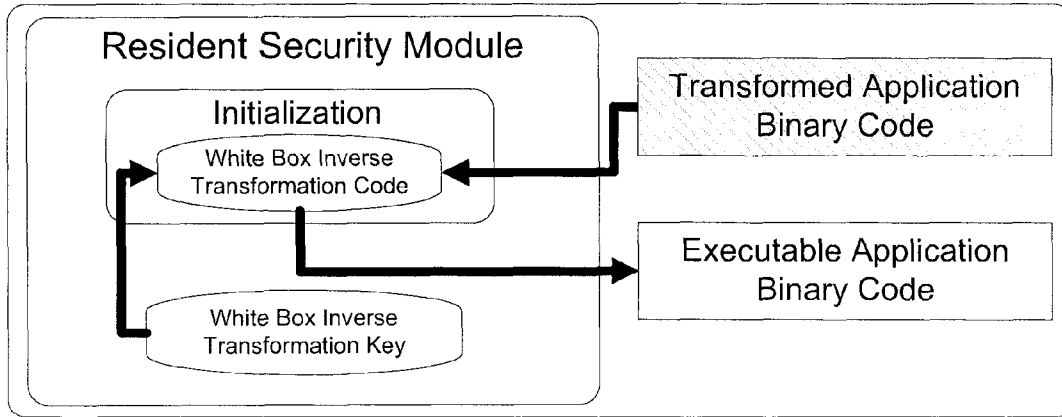 Resident Security Module
Initialization
White Box Inverse
Transformation Code
White Box Inverse
Transformation Key
Transformed Application
Binary Code
Executable Application
Binary Code